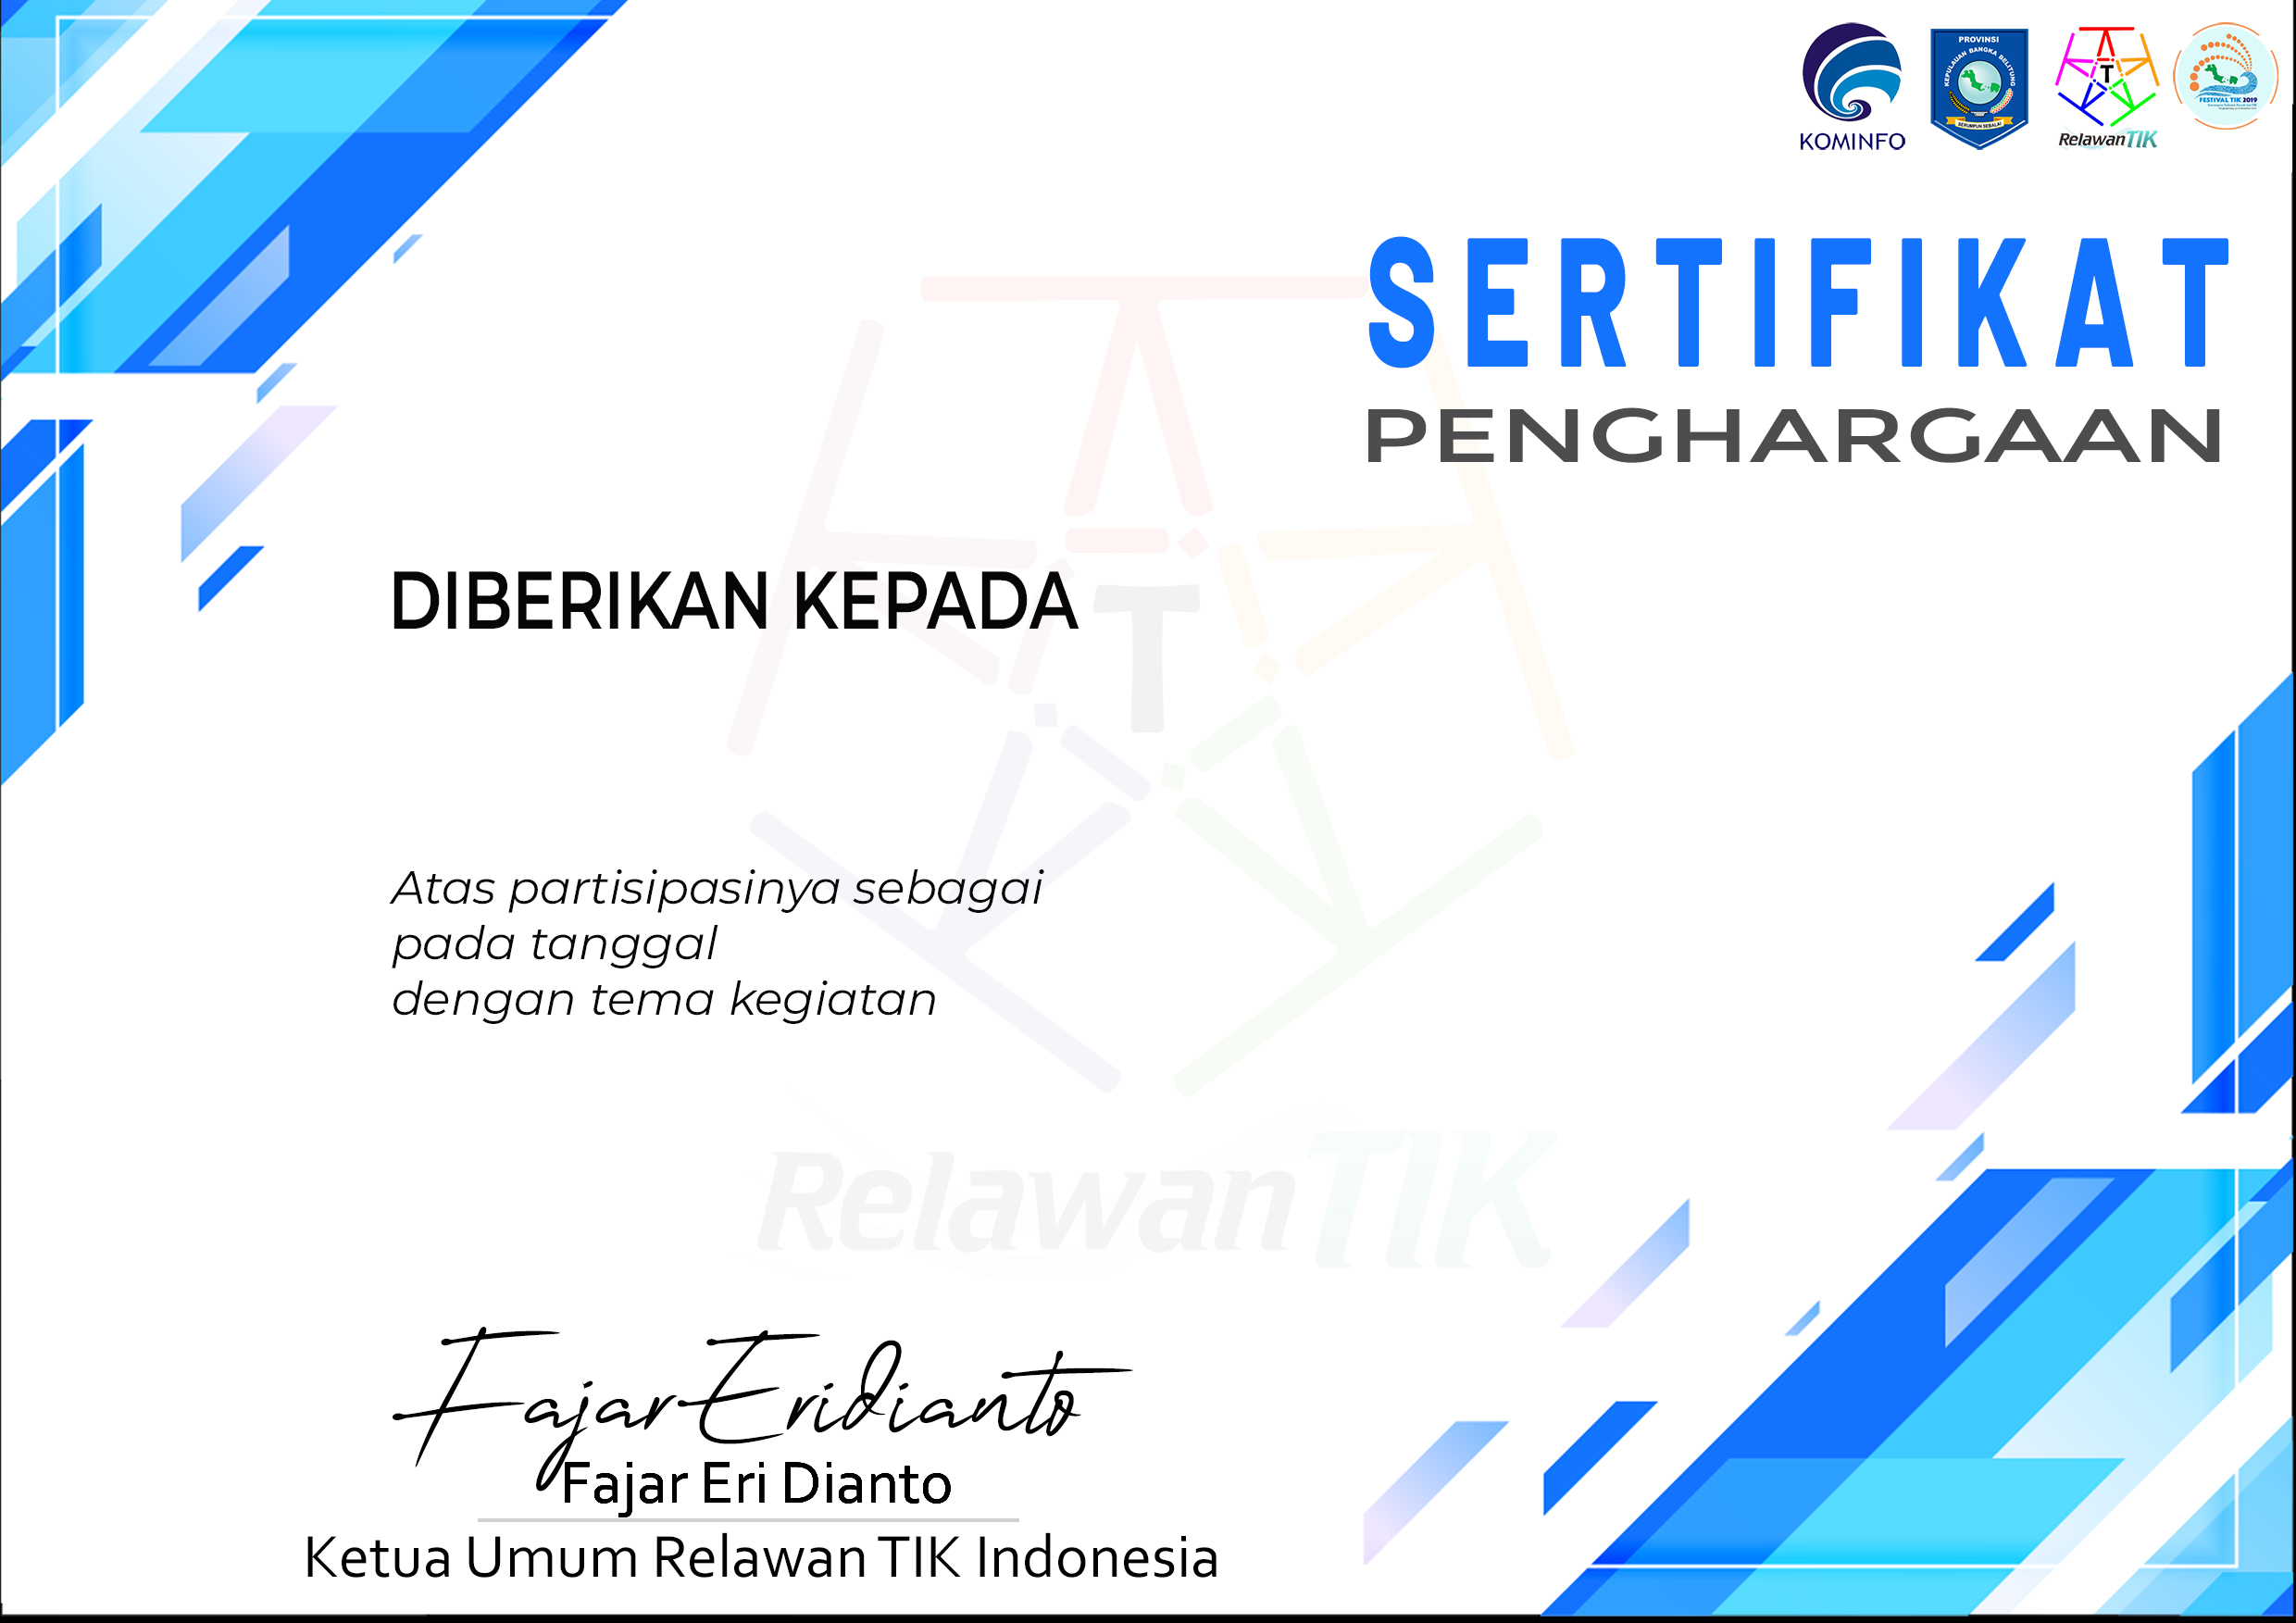 KOMINFO
PROVINSI
KEPULAUAN BANGKA BELITUNG
SERUMPUN SEBALAI
T
RelawanTIK
FESTIVAL TIK 2019
SERTIFIKAT
PENGHARGAAN
DIBERIKAN KEPADA
T
Atas partisipasinya sebagai
pada tanggal
dengan tema kegiatan
RelawanTIK
Fajar Eridianto
Fajar Eri Dianto
Ketua Umum Relawan TIK Indonesia